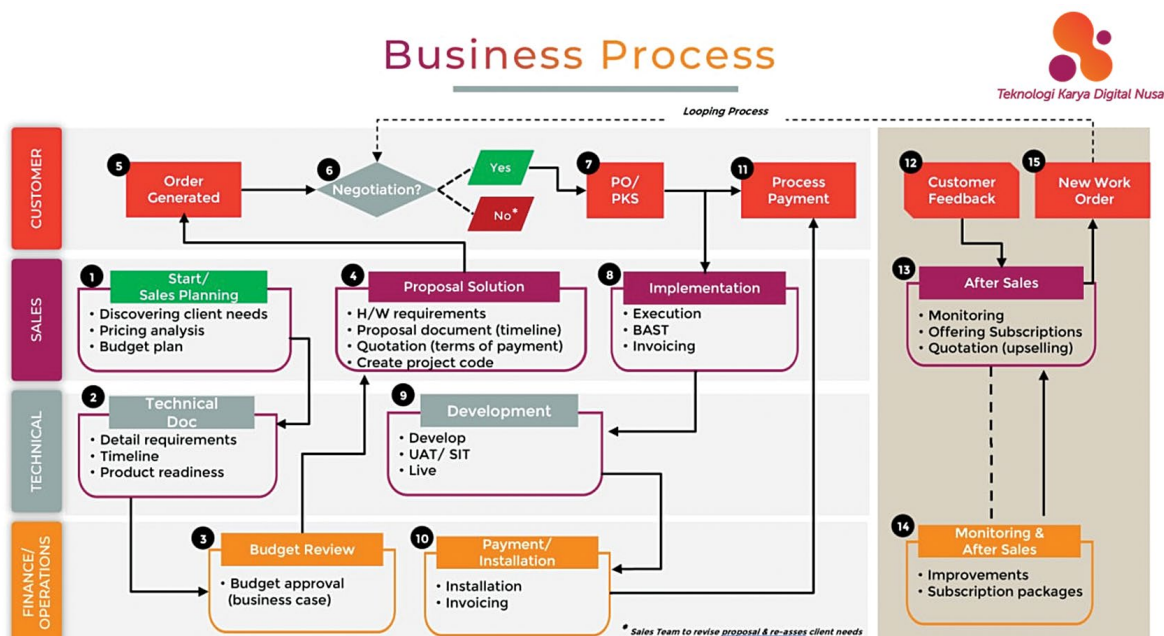 Business Process
Teknologi Karya Digital Nusa
Looping Process
CUSTOMER
5
Order
Generated
6
Negotiation?
Yes
No*
7
PO/
PKS
11
Process
Payment
12
Customer
Feedback
15
New Work
Order
SALES
1
Start/
Sales Planning
• Discovering client needs
• Pricing analysis
• Budget plan
4
Proposal Solution
• H/W requirements
• Proposal document (timeline)
• Quotation (terms of payment)
• Create project code
8
Implementation
• Execution
• BAST
• Invoicing
13
After Sales
• Monitoring
• Offering Subscriptions
• Quotation (upselling)
TECHNICAL
2
Technical
Doc
• Detail requirements
• Timeline
• Product readiness
9
Development
• Develop
• UAT/ SIT
• Live
FINANCE/
OPERATIONS
3
Budget Review
• Budget approval
(business case)
10
Payment/
Installation
• Installation
• Invoicing
14
Monitoring &
After Sales
• Improvements
• Subscription packages
* Sales Team to revise proposal & re-asses client needs